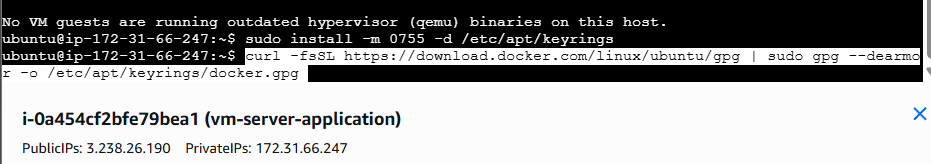 No VM guests are running outdated hypervisor (qemu) binaries on this host.
ubuntu@ip-172-31-66-247:~$ sudo install -m 0755 -d /etc/apt/keyrings
ubuntu@ip-172-31-66-247:~$ curl -fsSL https://download.docker.com/linux/ubuntu/gpg | sudo gpg --dearmo
r -o /etc/apt/keyrings/docker.gpg
i-0a454cf2bfe79bea1 (vm-server-application)
PublicIPs: 3.238.26.190 PrivateIPs: 172.31.66.247